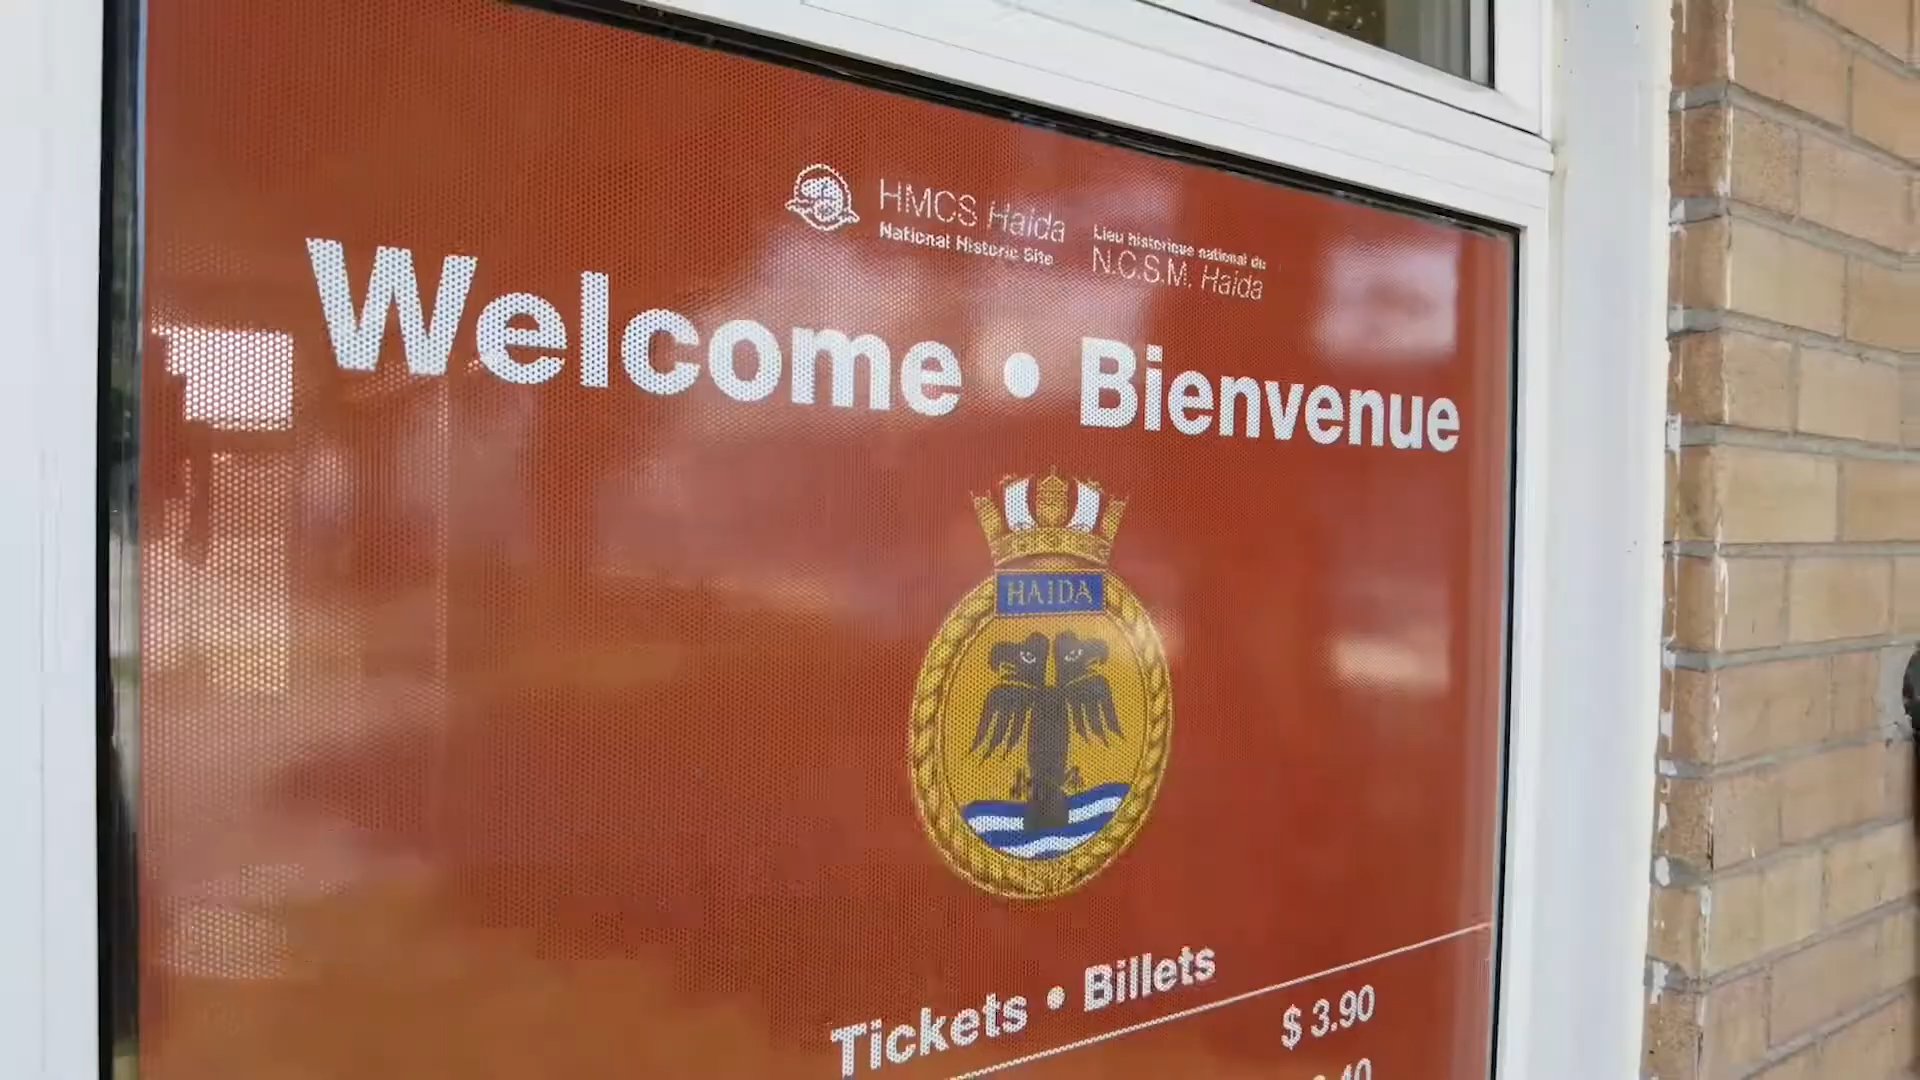 HMCS Haida
National Historic Site
Lieu historique national du
N.C.S.M. Haida
Welcome • Bienvenue
HAIDA
Tickets • Billets
$ 3.90